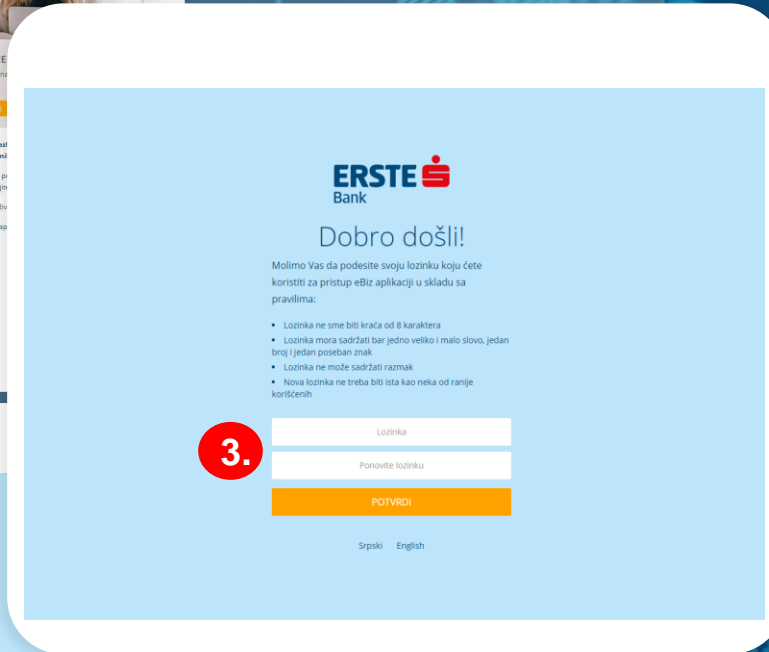 ERSTE
Bank
Dobro došli!
Molimo Vas da podesite svoju lozinku koju ćete
koristiti za pristup eBiz aplikaciji u skladu sa
pravilima:
• Lozinka ne sme biti kraća od 8 karaktera
• Lozinka mora sadržati bar jedno veliko i malo slovo, jedan
broj i jedan poseban znak
• Lozinka ne može sadržati razmak
• Nova lozinka ne treba biti ista kao neka od ranije
korišćenih
3.
Lozinka
Ponovite lozinku
POTVRDI
Srpski English